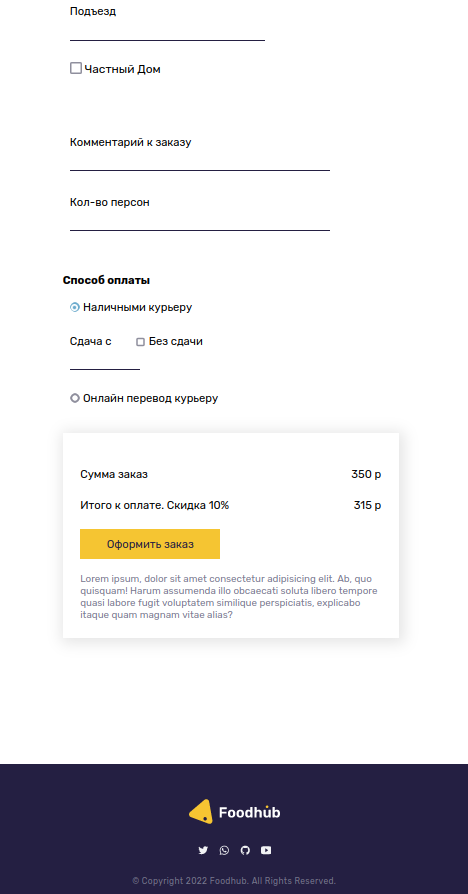 Подъезд
Частный Дом
Комментарий к заказу
Кол-во персон
Способ оплаты
Наличными курьеру
Сдача с
Без сдачи
Онлайн перевод курьеру
Сумма заказ
350 р
Итого к оплате. Скидка 10%
315 р
Оформить заказ
Lorem ipsum, dolor sit amet consectetur adipisicing elit. Ab, quo
quisquam! Harum assumenda illo obcaecati soluta libero tempore
quasi labore fugit voluptatem similique perspiciatis, explicabo
itaque quam magnam vitae alias?
Foodhub
© Copyright 2022 Foodhub. All Rights Reserved.